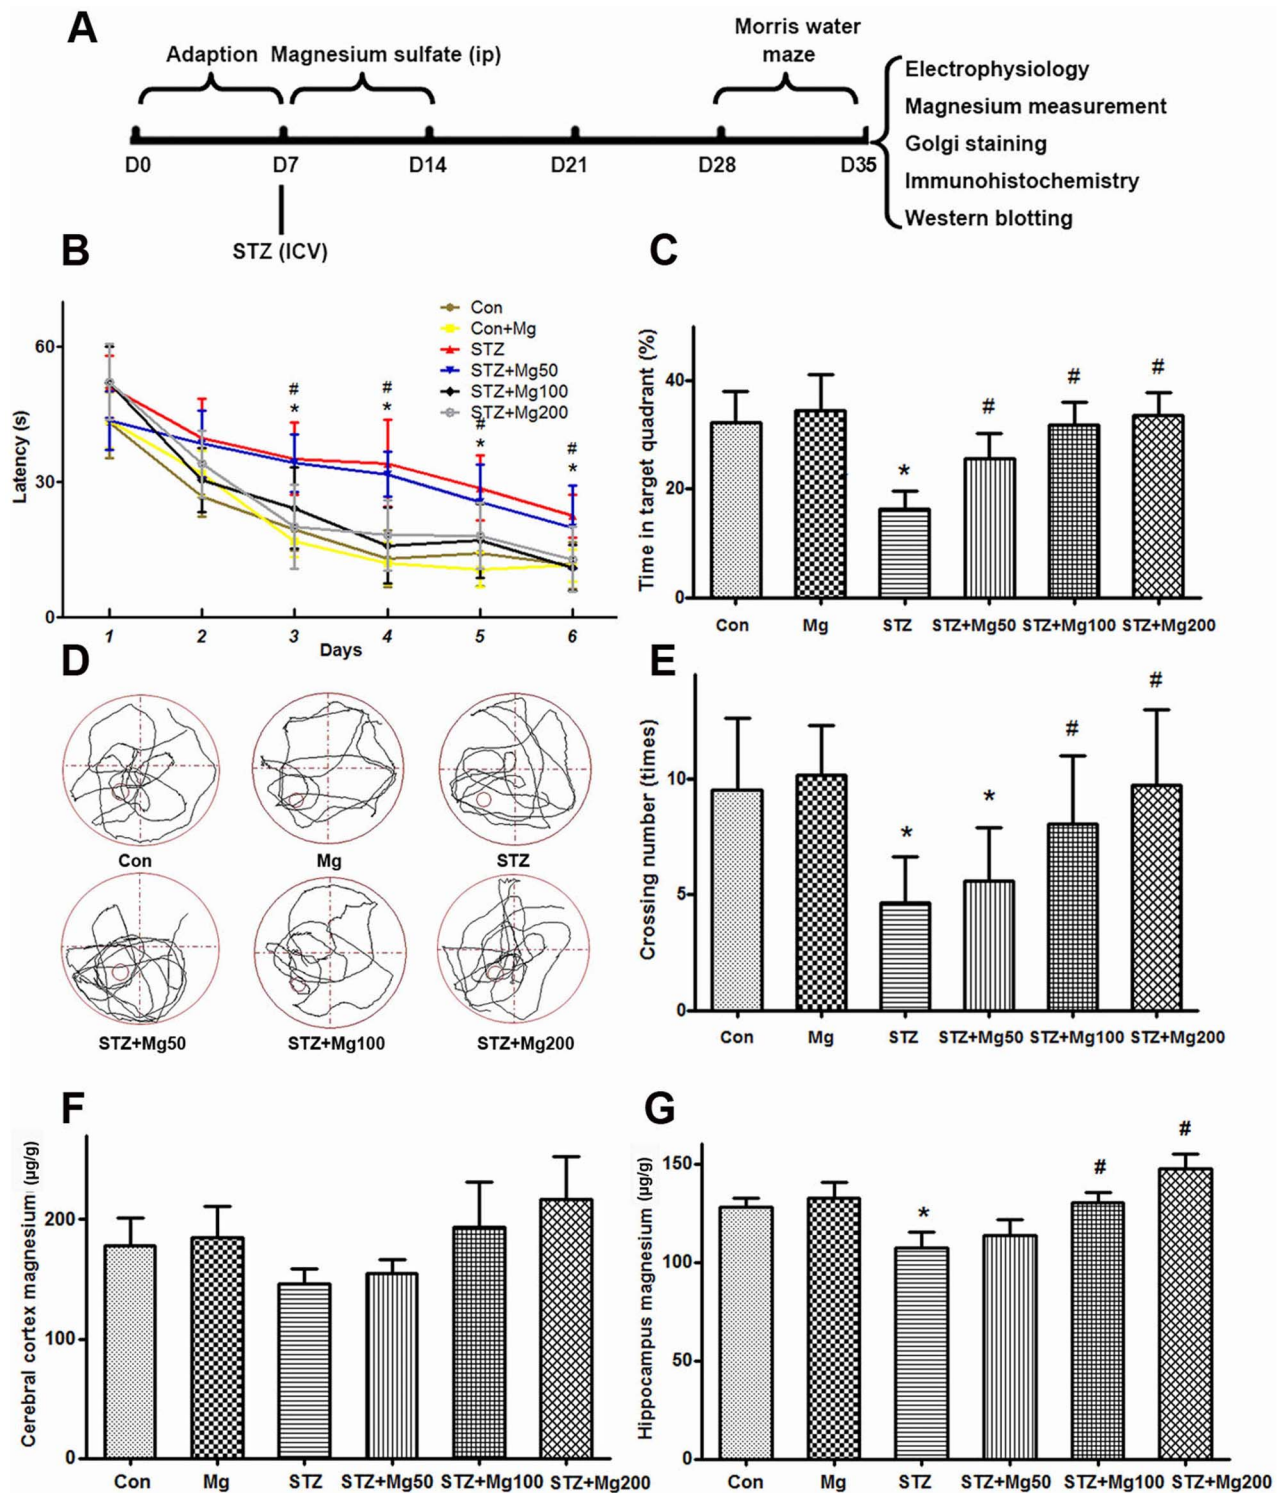 A
Adaption
Magnesium sulfate (ip)
Morris water
maze
D0
D7
D14
D21
D28
D35
STZ (ICV)
Electrophysiology
Magnesium measurement
Golgi staining
Immunohistochemistry
Western blotting
B
Latency (s)
60
30
0
Con
Con+Mg
STZ
STZ+Mg50
STZ+Mg100
STZ+Mg200
#
*
#
*
#
*
#
*
1
2
3
4
5
6
Days
C
Time in target quadrant (%)
40
20
0
*
#
#
#
Con
Mg
STZ
STZ+Mg50
STZ+Mg100
STZ+Mg200
D
Con
Mg
STZ
STZ+Mg50
STZ+Mg100
STZ+Mg200
E
Crossing number (times)
10
5
0
*
*
#
#
Con
Mg
STZ
STZ+Mg50
STZ+Mg100
STZ+Mg200
F
Cerebral cortex magnesium (µg/g)
200
100
0
Con
Mg
STZ
STZ+Mg50
STZ+Mg100
STZ+Mg200
G
Hippocampus magnesium (µg/g)
150
100
50
0
*
#
#
Con
Mg
STZ
STZ+Mg50
STZ+Mg100
STZ+Mg200